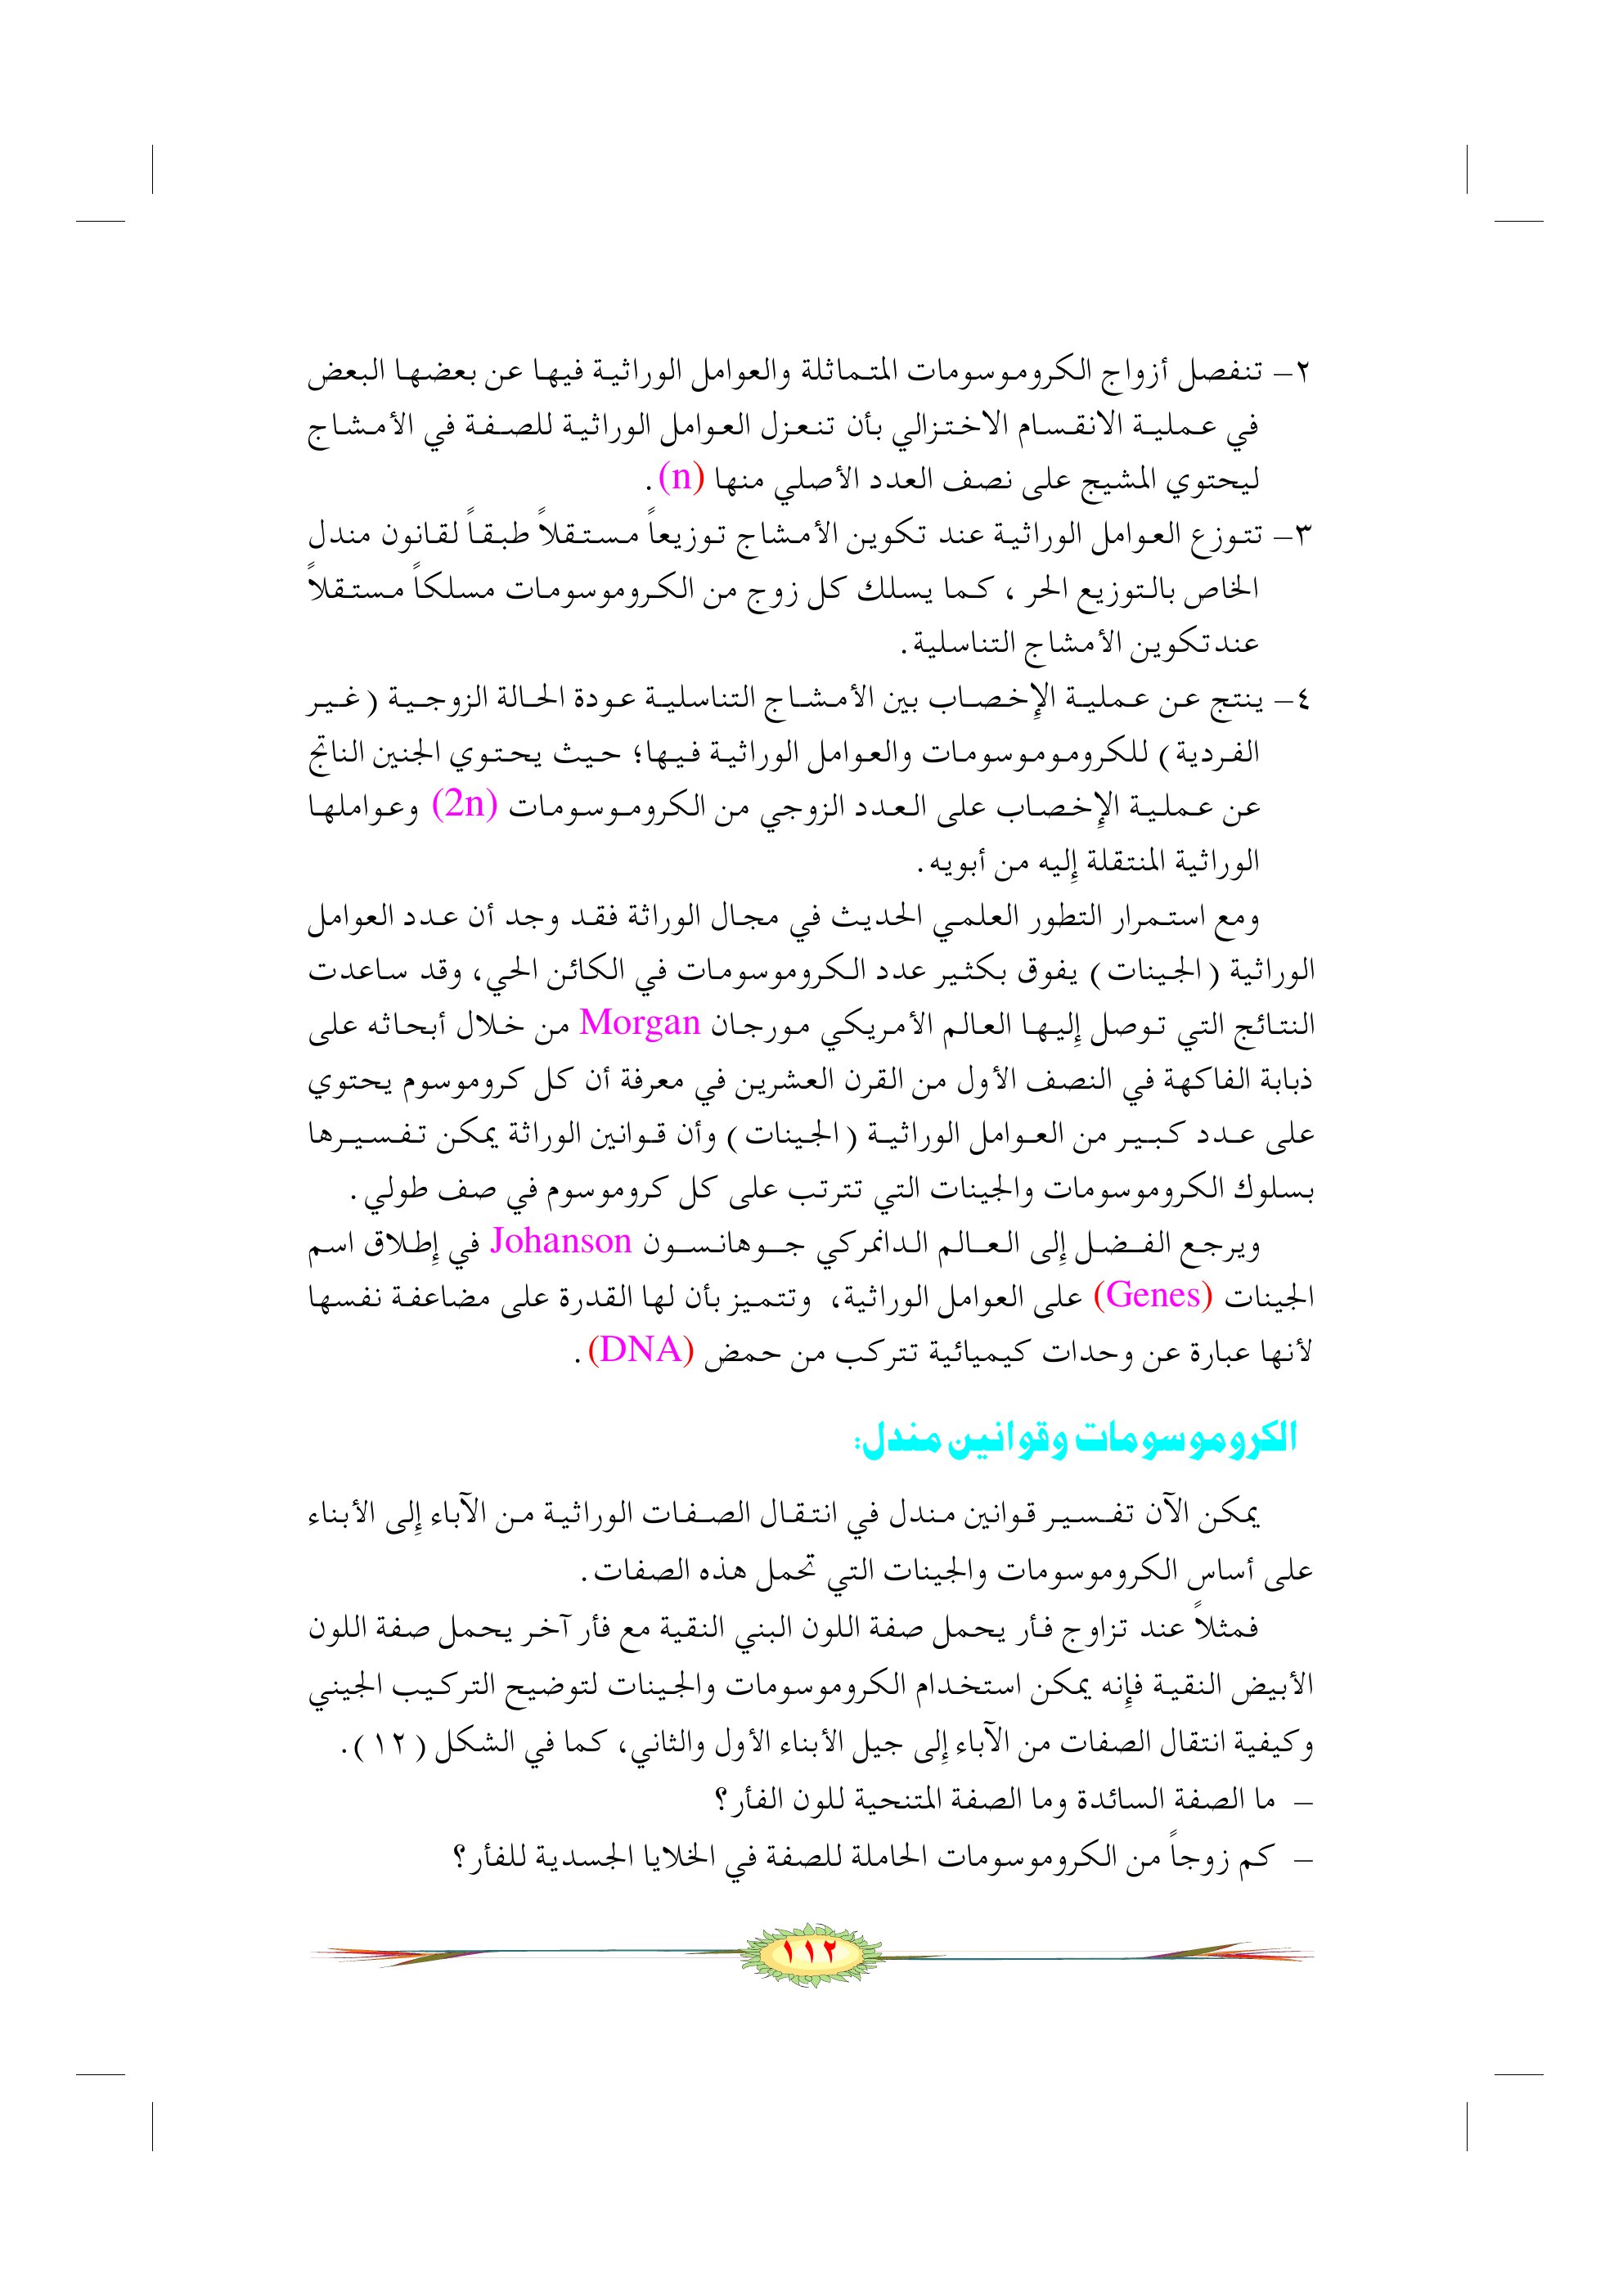 ٢– تنفصل أزواج الكروموسومات المتماثلة والعوامل الوراثية فيها عن بعضها البعض
في عملية الانقسام الاختزالي بأن تنعزل العوامل الوراثية للصفة في الأمشاج
ليحتوي المشيج على نصف العدد الأصلي منها (n).
٣– تتوزع العوامل الوراثية عند تكوين الأمشاج توزيعاً مستقلاً طبقاً لقانون مندل
الخاص بالتوزيع الحر ، كما يسلك كل زوج من الكروموسومات مسلكاً مستقلاً
عند تكوين الأمشاج التناسلية.
٤– ينتج عن عملية الإخصاب بين الأمشاج التناسلية عودة الحالة الزوجية (غير
الفردية) للكروموموسومات والعوامل الوراثية فيها؛ حيث يحتوي الجنين الناتج
عن عملية الإخصاب على العدد الزوجي من الكروموسومات (2n) وعواملها
الوراثية المنتقلة إليه من أبويه.
ومع استمرار التطور العلمي الحديث في مجال الوراثة فقد وجد أن عدد العوامل
الوراثية (الجينات) يفوق بكثير عدد الكروموسومات في الكائن الحي، وقد ساعدت
النتائج التي توصل إليها العالم الأمريكي مورجان Morgan من خلال أبحاثه على
ذبابة الفاكهة في النصف الأول من القرن العشرين في معرفة أن كل كروموسوم يحتوي
على عدد كبير من العوامل الوراثية (الجينات) وأن قوانين الوراثة يمكن تفسيرها
بسلوك الكروموسومات والجينات التي تترتب على كل كروموسوم في صف طولي.
ويرجع الفضل إلى العالم الدانمركي جوهانسون Johanson في إطلاق اسم
الجينات (Genes) على العوامل الوراثية، وتتميز بأن لها القدرة على مضاعفة نفسها
لأنها عبارة عن وحدات كيميائية تتركب من حمض (DNA).
الكروموسومات وقوانين مندل:
يمكن الآن تفسير قوانين مندل في انتقال الصفات الوراثية من الآباء إلى الأبناء
على أساس الكروموسومات والجينات التي تحمل هذه الصفات.
فمثلاً عند تزاوج فأر يحمل صفة اللون البني النقية مع فأر آخر يحمل صفة اللون
الأبيض النقية فإنه يمكن استخدام الكروموسومات والجينات لتوضيح التركيب الجيني
وكيفية انتقال الصفات من الآباء إلى جيل الأبناء الأول والثاني، كما في الشكل (١٢).
– ما الصفة السائدة وما الصفة المتنحية للون الفأر؟
– كم زوجاً من الكروموسومات الحاملة للصفة في الخلايا الجسدية للفأر؟
١١٢